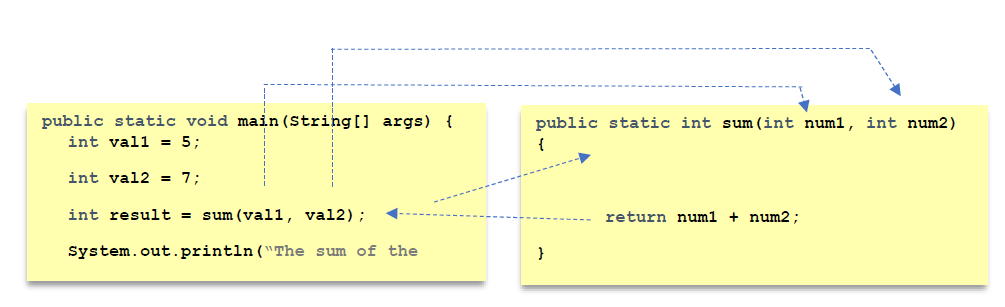 public static void main(String[] args) {
int val1 = 5;
int val2 = 7;
int result = sum(val1, val2);
System.out.println(“The sum of the
public static int sum(int num1, int num2)
{
return num1 + num2;
}